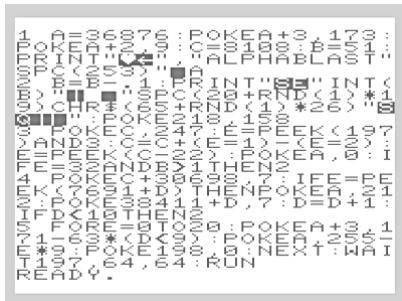 1 A=36876:POKEA+3,173:
POKEA+2,9:C=8108:B=51:
PRINT"♥←","ALPHABLAST"
SPC(253)"■A
2 B=B-.1:PRINT"SE"INT(
B)" ■"SPC(20+RND(1)*1
9)CHR$(65+RND(1)*26)"S
Q|||":POKE218,158
3 POKEC,247:E=PEEK(197
)AND3:C=C+(E=1)-(E=2):
E=PEEK(C-22):POKEA,0:I
FE=32ANDB>1THEN2
4 POKEC+30698,7:IFE=PE
EK(7691+D)THENPOKEA,21
2:POKE38411+D,7:D=D+1:
IFD<10THEN2
5 FORE=0TO20:POKEA+3,1
71-63*(D<9):POKEA,255-
E*9:POKE198,0:NEXT:WAI
T197,64,64:RUN
READY.